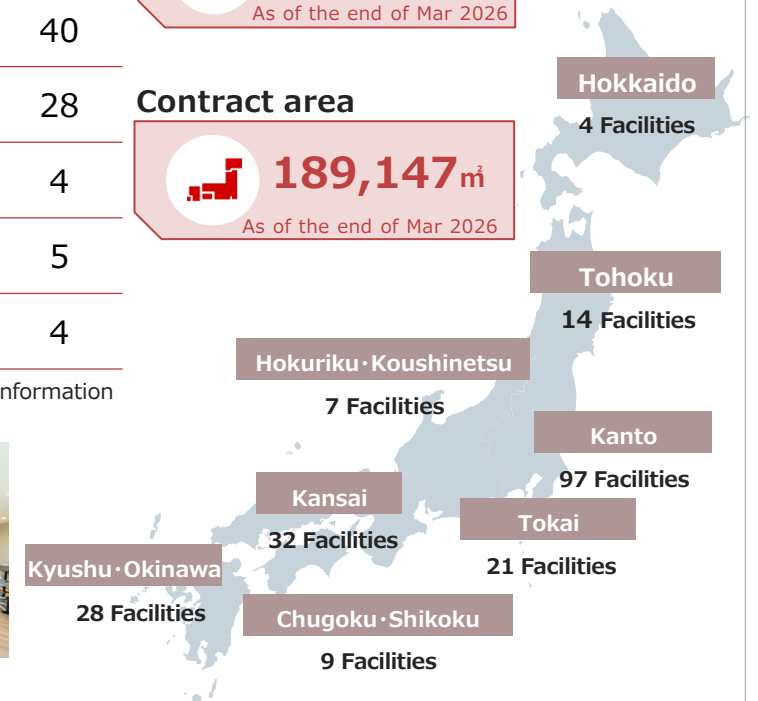 40
28
4
5
4
nformation
As of the end of Mar 2026
Contract area
189,147㎡
As of the end of Mar 2026
Hokkaido
4 Facilities
Tohoku
14 Facilities
Hokuriku・Koushinetsu
7 Facilities
Kanto
97 Facilities
Kansai
32 Facilities
Tokai
21 Facilities
Kyushu・Okinawa
28 Facilities
Chugoku・Shikoku
9 Facilities